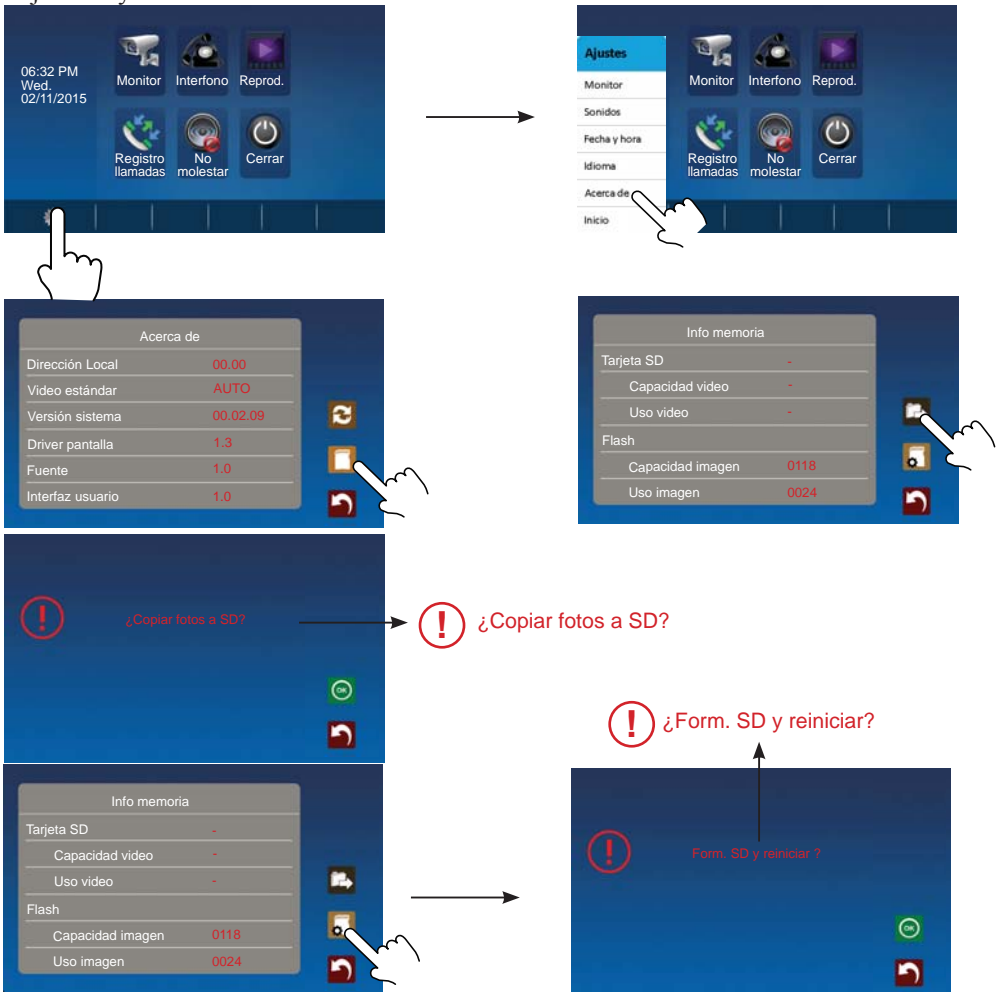 06:32 PM
Wed.
02/11/2015
Monitor
Interfono
Reprod.
Registro
llamadas
No
molestar
Cerrar
Ajustes
Monitor
Sonidos
Fecha y hora
Idioma
Acerca de
Inicio
Monitor
Interfono
Reprod.
Registro
llamadas
No
molestar
Cerrar
Acerca de
Dirección Local 00.00
Video estándar AUTO
Versión sistema 00.02.09
Driver pantalla 1.3
Fuente 1.0
Interfaz usuario 1.0
Info memoria
Tarjeta SD -
Capacidad video -
Uso video -
Flash
Capacidad imagen 0118
Uso imagen 0024
! ¿Copiar fotos a SD?
OK
! ¿Copiar fotos a SD?
! ¿Form. SD y reiniciar?
Info memoria
Tarjeta SD -
Capacidad video -
Uso video -
Flash
Capacidad imagen 0118
Uso imagen 0024
! Form. SD y reiniciar ?
OK